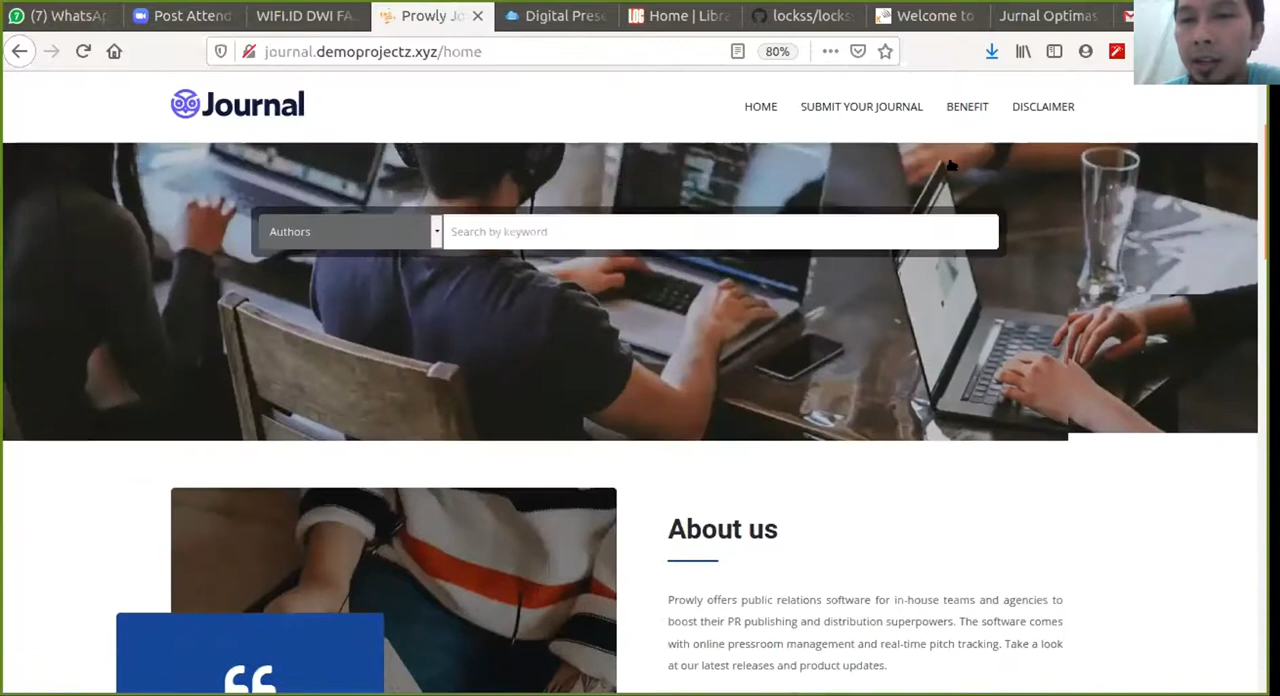 (7) WhatsA
Post Attend
WIFI.ID DWI FA
Prowly Jo
Digital Pres
LOC Home | Libra
lockss/locks
Welcome to
Jurnal Optimas
journal.demoprojectz.xyz/home
80%
Journal
HOME
SUBMIT YOUR JOURNAL
BENEFIT
DISCLAIMER
Authors
Search by keyword
About us
Prowly offers public relations software for in-house teams and agencies to
boost their PR publishing and distribution superpowers. The software comes
with online pressroom management and real-time pitch tracking. Take a look
at our latest releases and product updates.
“